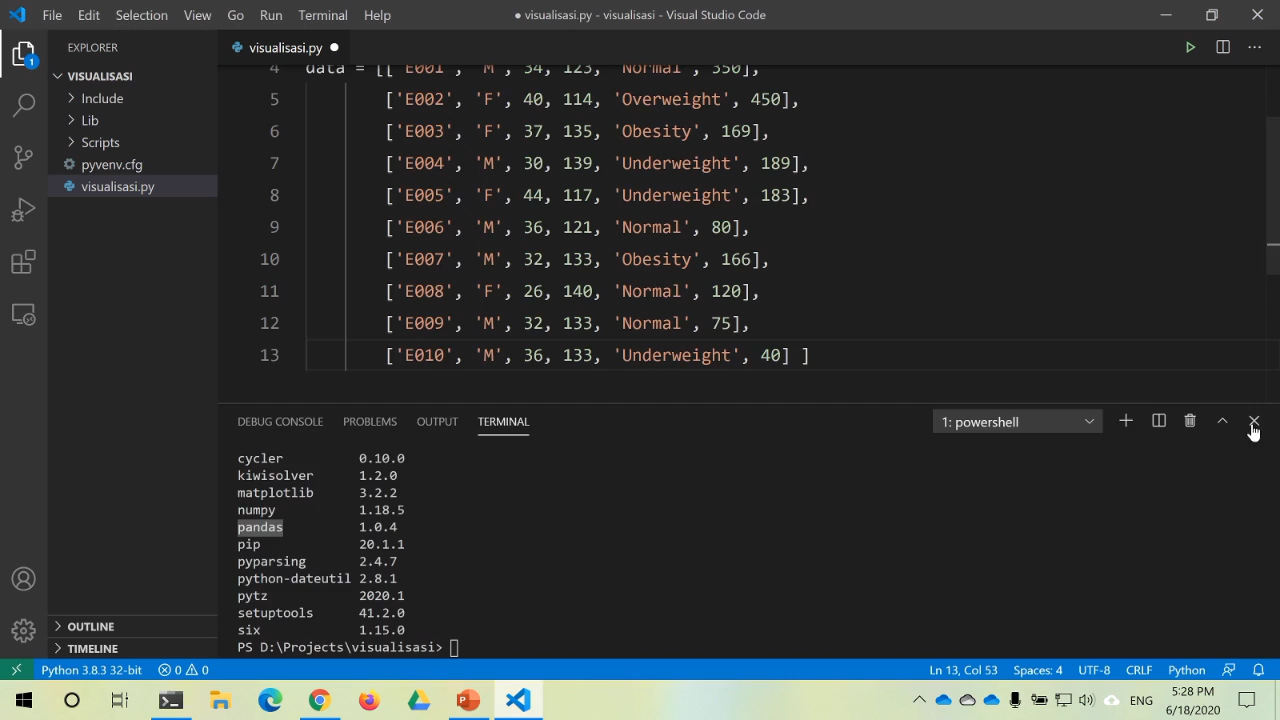 File Edit Selection View Go Run Terminal Help
● visualisasi.py - visualisasi - Visual Studio Code
EXPLORER
visualisasi.py
VISUALISASI
Include
Lib
Scripts
pyvenv.cfg
visualisasi.py
OUTLINE
TIMELINE
1
4 data = [['E001', 'M', 34, 123, 'Normal', 350],
5 ['E002', 'F', 40, 114, 'Overweight', 450],
6 ['E003', 'F', 37, 135, 'Obesity', 169],
7 ['E004', 'M', 30, 139, 'Underweight', 189],
8 ['E005', 'F', 44, 117, 'Underweight', 183],
9 ['E006', 'M', 36, 121, 'Normal', 80],
10 ['E007', 'M', 32, 133, 'Obesity', 166],
11 ['E008', 'F', 26, 140, 'Normal', 120],
12 ['E009', 'M', 32, 133, 'Normal', 75],
13 ['E010', 'M', 36, 133, 'Underweight', 40] ]
DEBUG CONSOLE PROBLEMS OUTPUT TERMINAL
1: powershell
cycler 0.10.0
kiwisolver 1.2.0
matplotlib 3.2.2
numpy 1.18.5
pandas 1.0.4
pip 20.1.1
pyparsing 2.4.7
python-dateutil 2.8.1
pytz 2020.1
setuptools 41.2.0
six 1.15.0
PS D:\Projects\visualisasi>
Python 3.8.3 32-bit 0 0
Ln 13, Col 53 Spaces: 4 UTF-8 CRLF Python
ENG
5:28 PM
6/18/2020